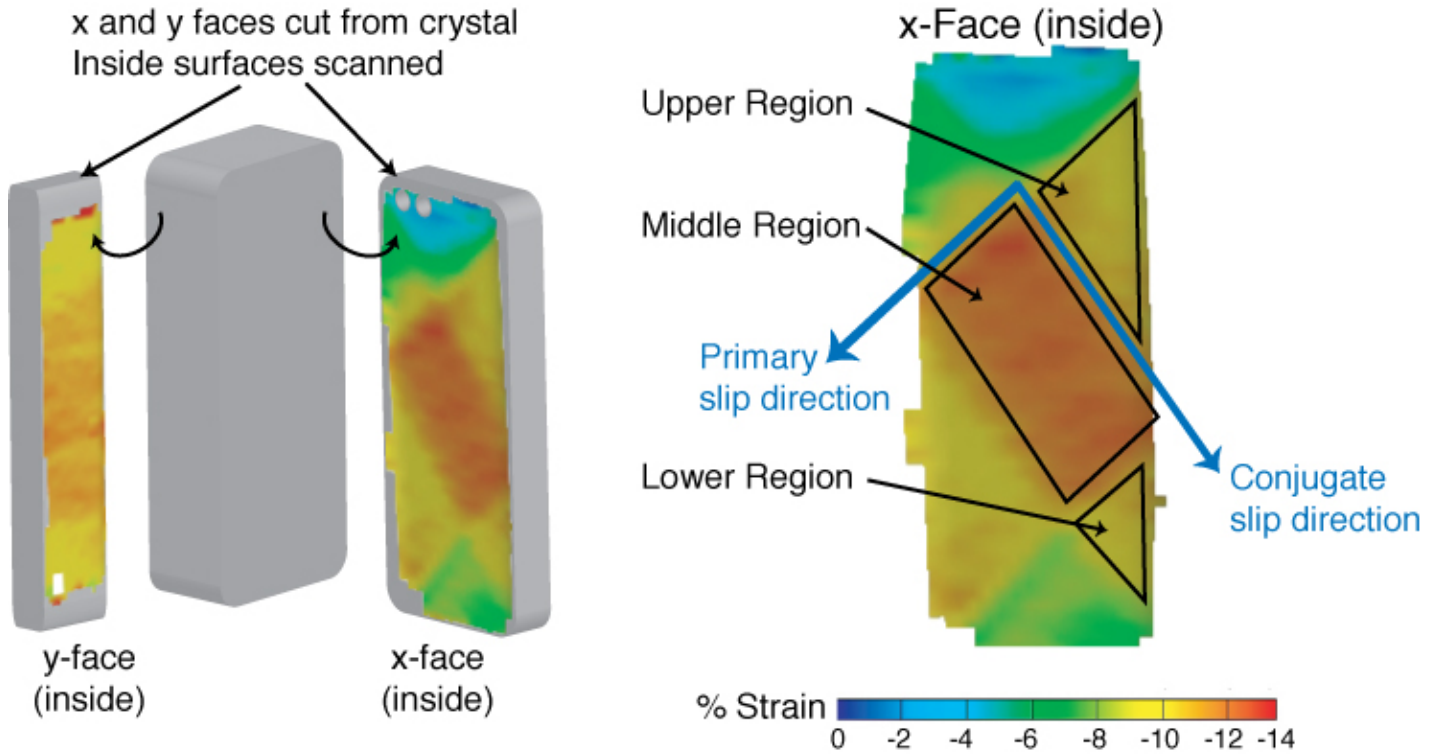 x and y faces cut from crystal
Inside surfaces scanned
y-face
(inside)
x-face
(inside)
x-Face (inside)
Upper Region
Middle Region
Primary
slip direction
Lower Region
Conjugate
slip direction
% Strain
0 -2 -4 -6 -8 -10 -12 -14